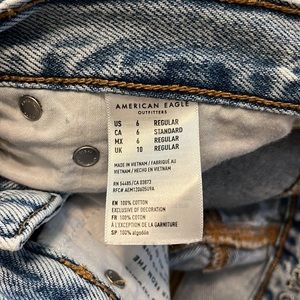 AMERICAN EAGLE
OUTFITTERS
US 6 REGULAR
CA 6 STANDARD
MX 6 REGULAR
UK 10 REGULAR
MADE IN VIETNAM / FABRIQUÉ AU
VIETNAM / HECHO EN VIETNAM
RN 54485/CA 03873
EN 100% COTTON
EXCLUSIVE OF DECORATION
FR 100% COTON
À L'EXCEPTION DE LA GARNITURE
SP 100% algodón